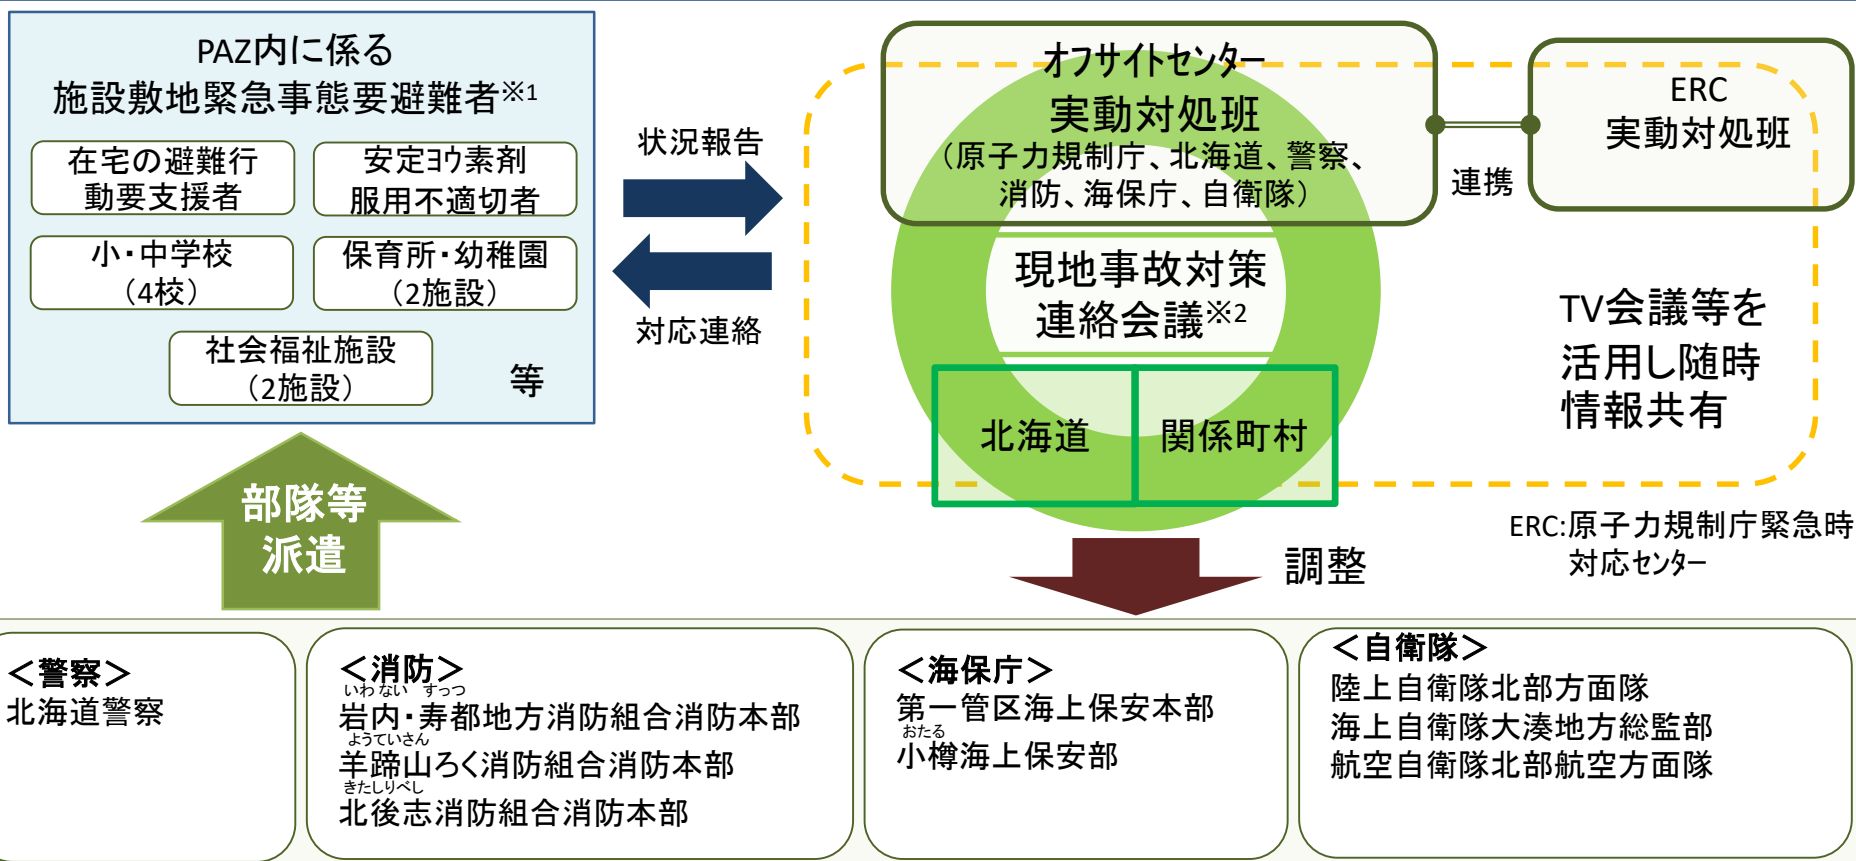 PAZ内に係る
施設敷地緊急事態要避難者※1
在宅の避難行
動要支援者
安定ヨウ素剤
服用不適切者
小・中学校
（4校）
保育所・幼稚園
（2施設）
社会福祉施設
（2施設）
等
状況報告
対応連絡
オフサイトセンター
実動対処班
（原子力規制庁、北海道、警察、
消防、海保庁、自衛隊）
連携
ERC
実動対処班
現地事故対策
連絡会議※2
北海道
関係町村
TV会議等を
活用し随時
情報共有
ERC:原子力規制庁緊急時
対応センター
部隊等
派遣
調整
＜警察＞
北海道警察
＜消防＞
いわない すっつ
岩内・寿都地方消防組合消防本部
ようていさん
羊蹄山ろく消防組合消防本部
きたしりべし
北後志消防組合消防本部
＜海保庁＞
第一管区海上保安本部
おたる
小樽海上保安部
＜自衛隊＞
陸上自衛隊北部方面隊
海上自衛隊大湊地方総監部
航空自衛隊北部航空方面隊